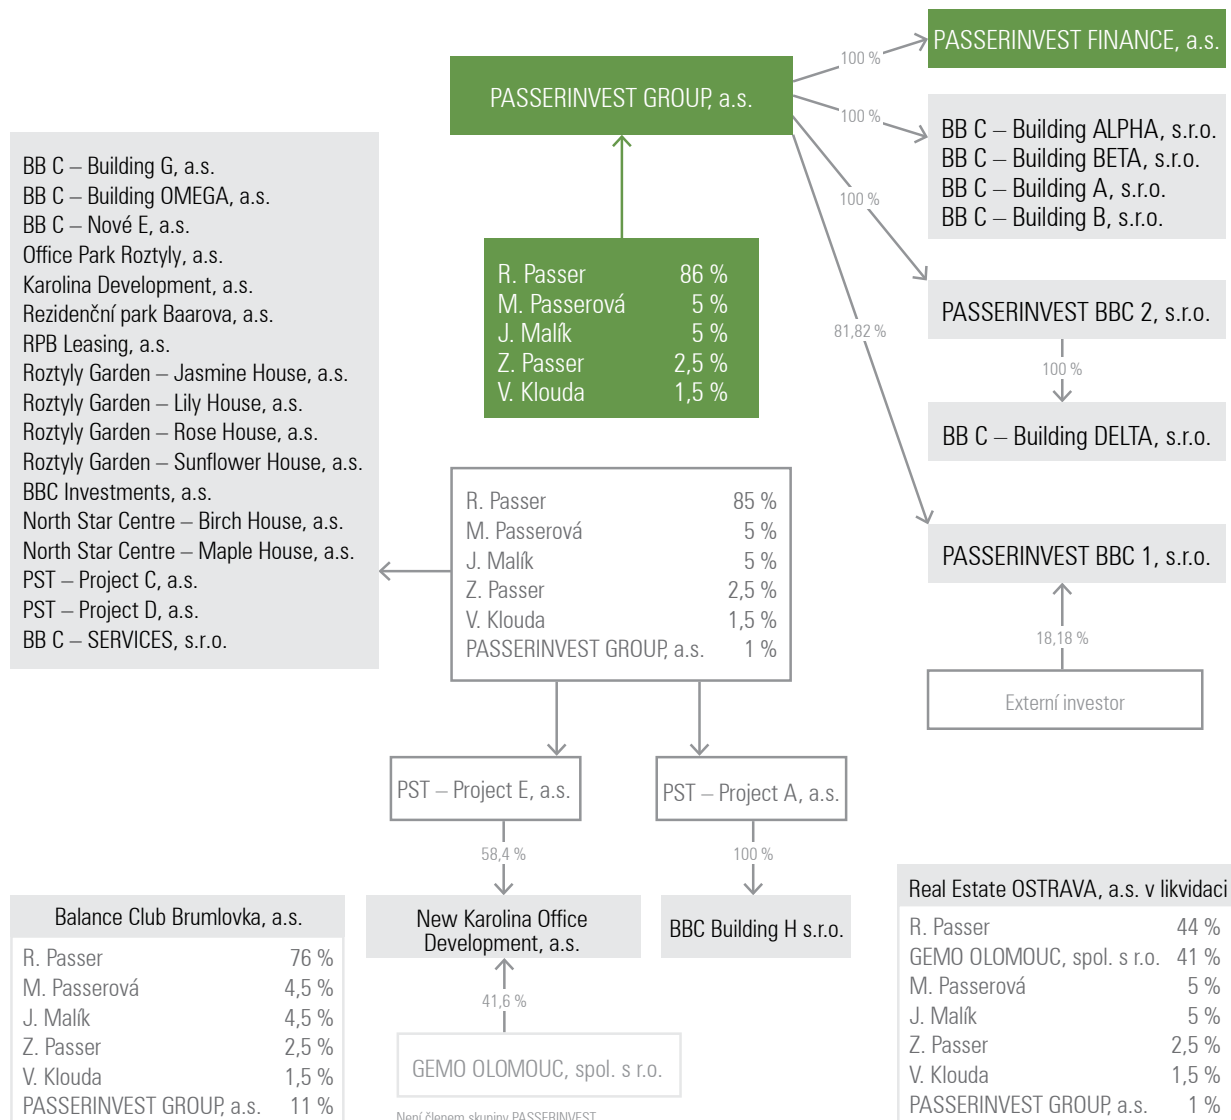 PASSERINVEST GROUP, a.s.
100 %
PASSERINVEST FINANCE, a.s.
100 %
BB C – Building ALPHA, s.r.o.
BB C – Building BETA, s.r.o.
BB C – Building A, s.r.o.
BB C – Building B, s.r.o.
100 %
PASSERINVEST BBC 2, s.r.o.
100 %
BB C – Building DELTA, s.r.o.
81,82 %
PASSERINVEST BBC 1, s.r.o.
18,18 %
Externí investor
R. Passer 86 %
M. Passerová 5 %
J. Malík 5 %
Z. Passer 2,5 %
V. Klouda 1,5 %
BB C – Building G, a.s.
BB C – Building OMEGA, a.s.
BB C – Nové E, a.s.
Office Park Roztyly, a.s.
Karolina Development, a.s.
Rezidenční park Baarova, a.s.
RPB Leasing, a.s.
Roztyly Garden – Jasmine House, a.s.
Roztyly Garden – Lily House, a.s.
Roztyly Garden – Rose House, a.s.
Roztyly Garden – Sunflower House, a.s.
BBC Investments, a.s.
North Star Centre – Birch House, a.s.
North Star Centre – Maple House, a.s.
PST – Project C, a.s.
PST – Project D, a.s.
BB C – SERVICES, s.r.o.
R. Passer 85 %
M. Passerová 5 %
J. Malík 5 %
Z. Passer 2,5 %
V. Klouda 1,5 %
PASSERINVEST GROUP, a.s. 1 %
PST – Project E, a.s.
PST – Project A, a.s.
58,4 %
100 %
New Karolina Office
Development, a.s.
BBC Building H s.r.o.
41,6 %
GEMO OLOMOUC, spol. s r.o.
Není členem skupiny PASSERINVEST
Balance Club Brumlovka, a.s.
R. Passer 76 %
M. Passerová 4,5 %
J. Malík 4,5 %
Z. Passer 2,5 %
V. Klouda 1,5 %
PASSERINVEST GROUP, a.s. 11 %
Real Estate OSTRAVA, a.s. v likvidaci
R. Passer 44 %
GEMO OLOMOUC, spol. s r.o. 41 %
M. Passerová 5 %
J. Malík 5 %
Z. Passer 2,5 %
V. Klouda 1,5 %
PASSERINVEST GROUP, a.s. 1 %